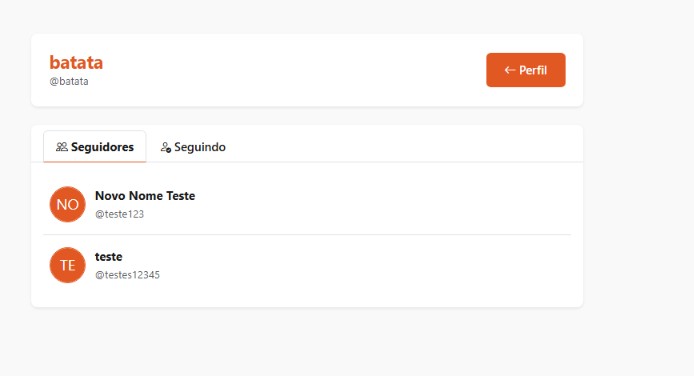 batata
@batata
← Perfil
Seguidores Seguindo
NO
Novo Nome Teste
@teste123
TE
teste
@testes12345